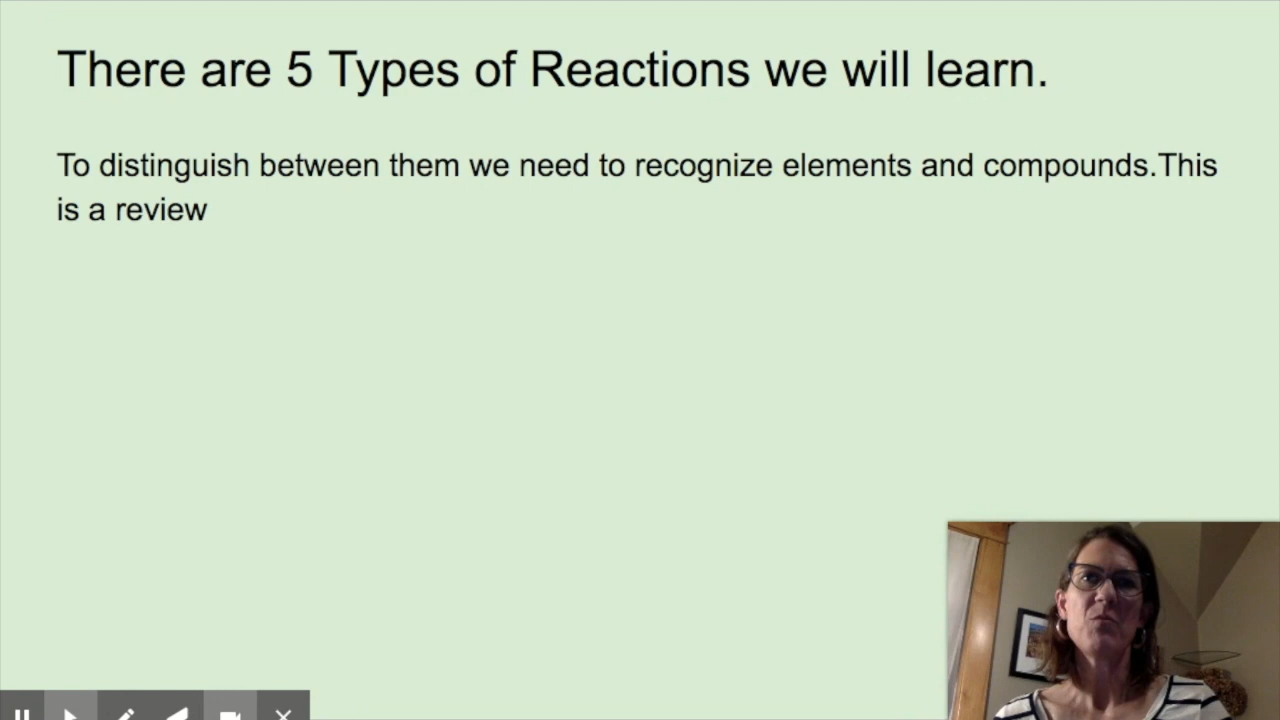 There are 5 Types of Reactions we will learn.
To distinguish between them we need to recognize elements and compounds.This
is a review